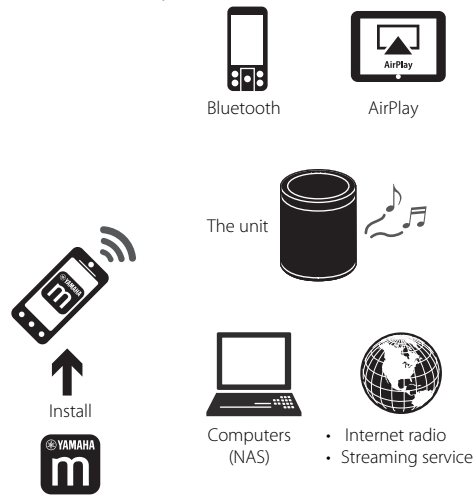 AirPlay
Bluetooth
AirPlay
The unit
YAMAHA
m
Install
Computers
(NAS)
• Internet radio
• Streaming service
YAMAHA
m